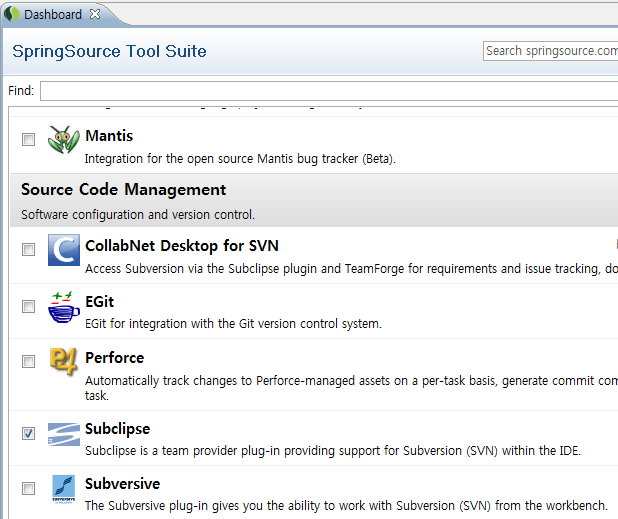 Dashboard
SpringSource Tool Suite
Search springsource.com
Find:
Mantis
Integration for the open source Mantis bug tracker (Beta).
Source Code Management
Software configuration and version control.
CollabNet Desktop for SVN
Access Subversion via the Subclipse plugin and TeamForge for requirements and issue tracking, do
EGit
EGit for integration with the Git version control system.
P4
Perforce
Automatically track changes to Perforce-managed assets on a per-task basis, generate commit com
task.
Subclipse
Subclipse is a team provider plug-in providing support for Subversion (SVN) within the IDE.
SUBVERSIVE
Subversive
The Subversive plug-in gives you the ability to work with Subversion (SVN) from the workbench.